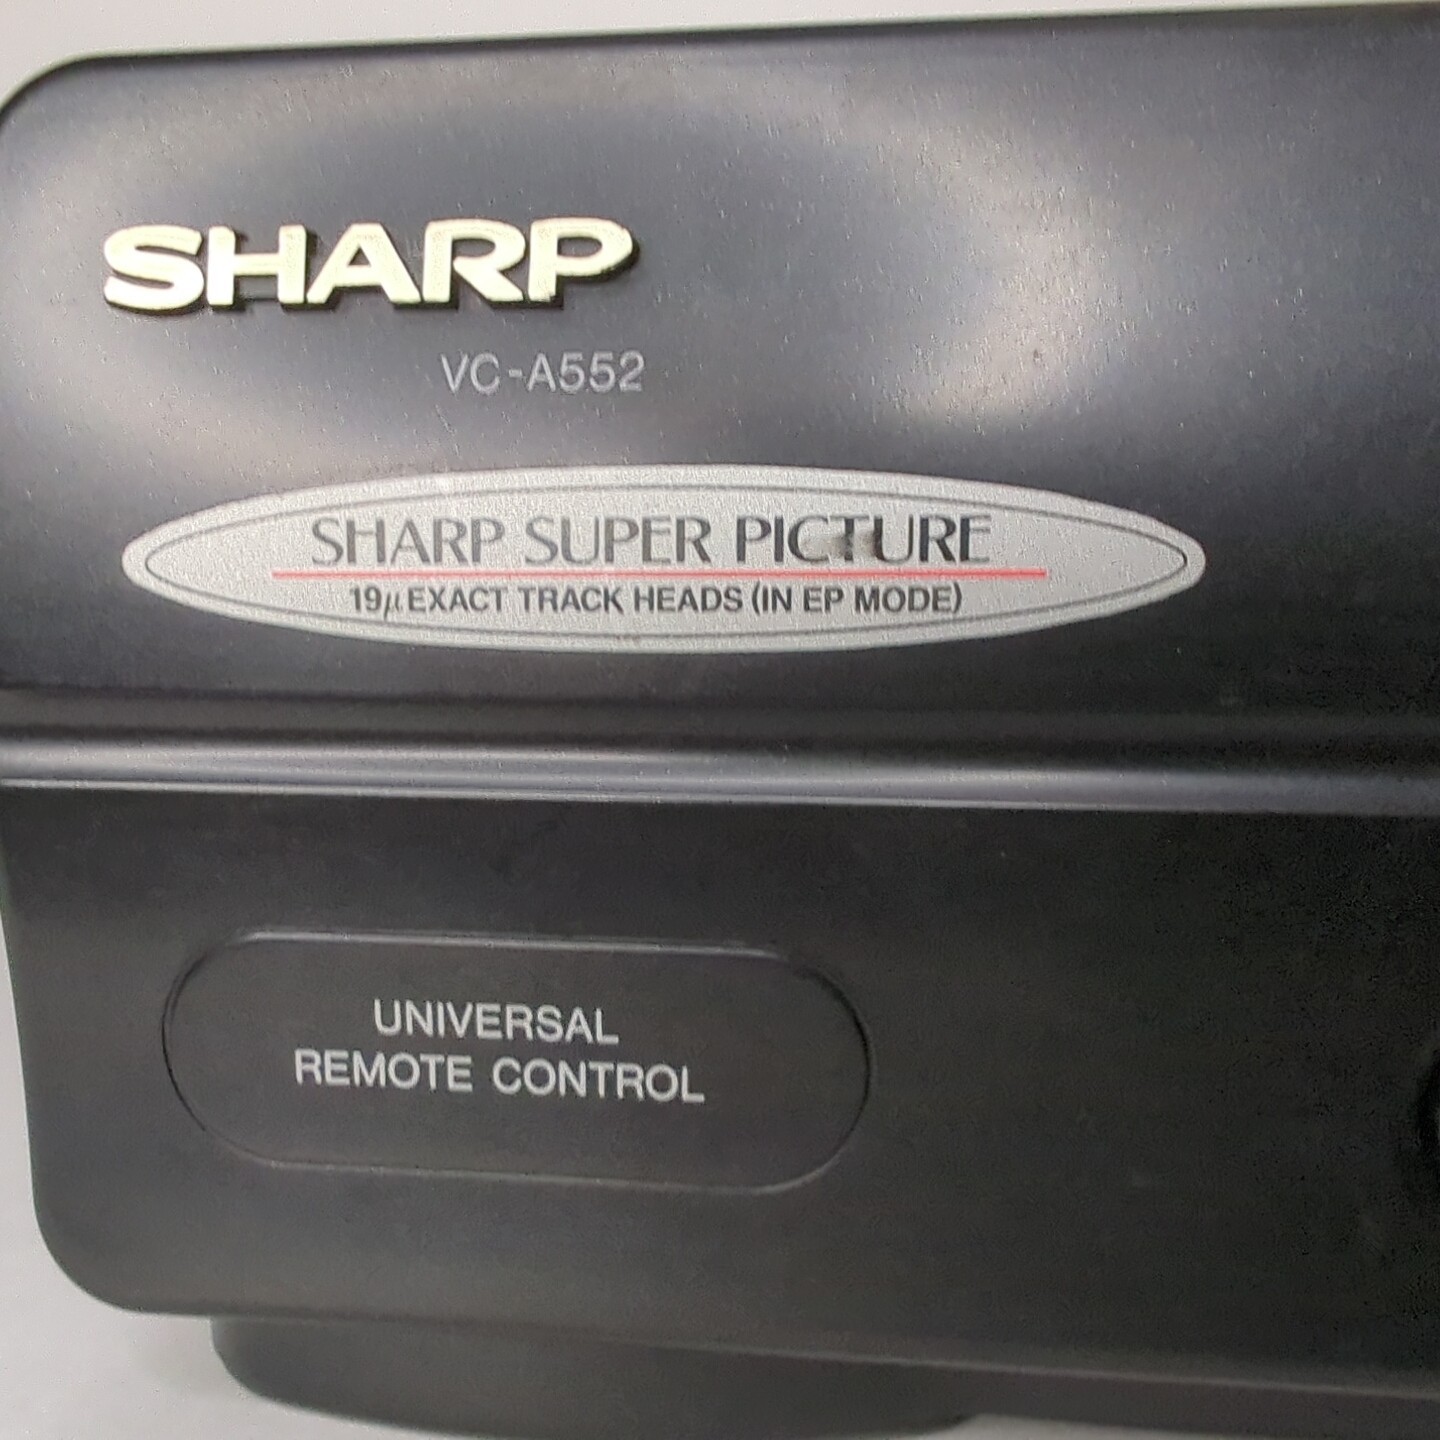 SHARP
VC-A552
SHARP SUPER PICTURE
19μ EXACT TRACK HEADS (IN EP MODE)
UNIVERSAL
REMOTE CONTROL